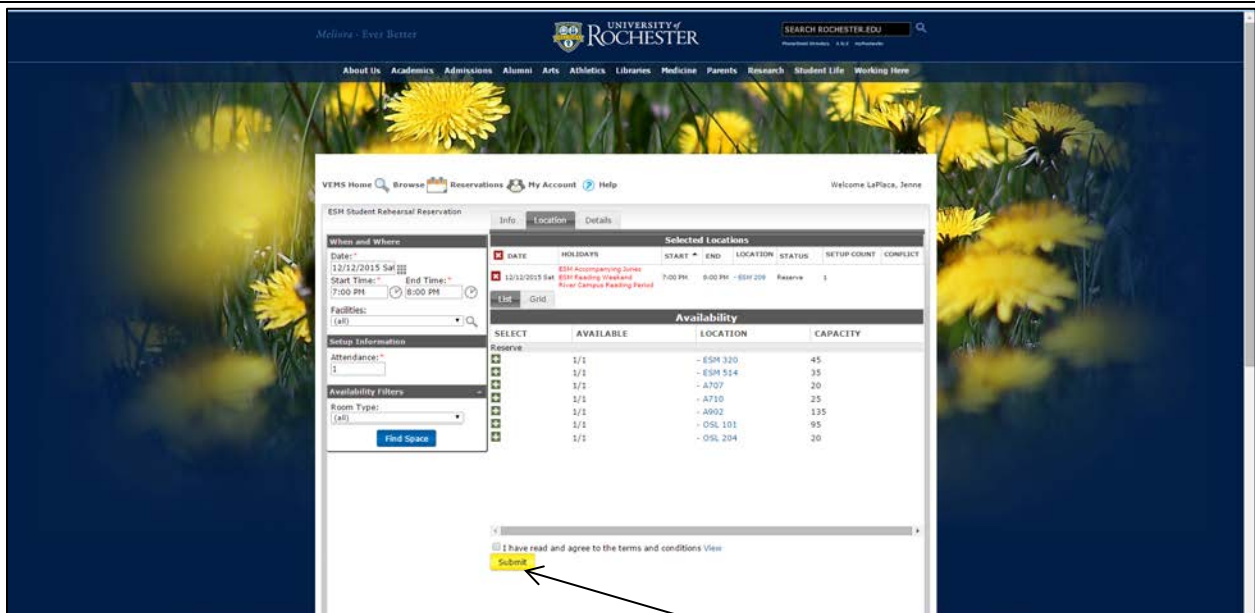 Meliora - Ever Better
UNIVERSITY of
ROCHESTER
SEARCH ROCHESTER.EDU
About Us Academics Admissions Alumni Arts Athletics Libraries Medicine Parents Research Student Life Working Here
VEMS Home Browse Reservations My Account Help Welcome LaPlace, Jenne
ESM Student Rehearsal Reservation
Info Location Details
When and Where
Date:*
12/12/2015 Sat
Start Time:* End Time:*
7:00 PM 8:00 PM
Facilities:
(all)
Setup Information
Attendance:*
1
Availability Filters -
Room Type:
(all)
Find Space
Selected Locations
DATE HOLIDAYS START END LOCATION STATUS SETUP COUNT CONFLICT
12/12/2015 Sat ESM Accompanying Juries 7:00 PM 8:00 PM - ESM 209 Reserve 1
ESM Reading Weekend
River Campus Reading Period
List Grid
Availability
SELECT AVAILABLE LOCATION CAPACITY
Reserve
1/1 - ESM 320 45
1/1 - ESM 514 35
1/1 - A707 20
1/1 - A710 25
1/1 - A902 135
1/1 - OSL 101 95
1/1 - OSL 204 20
I have read and agree to the terms and conditions View
Submit